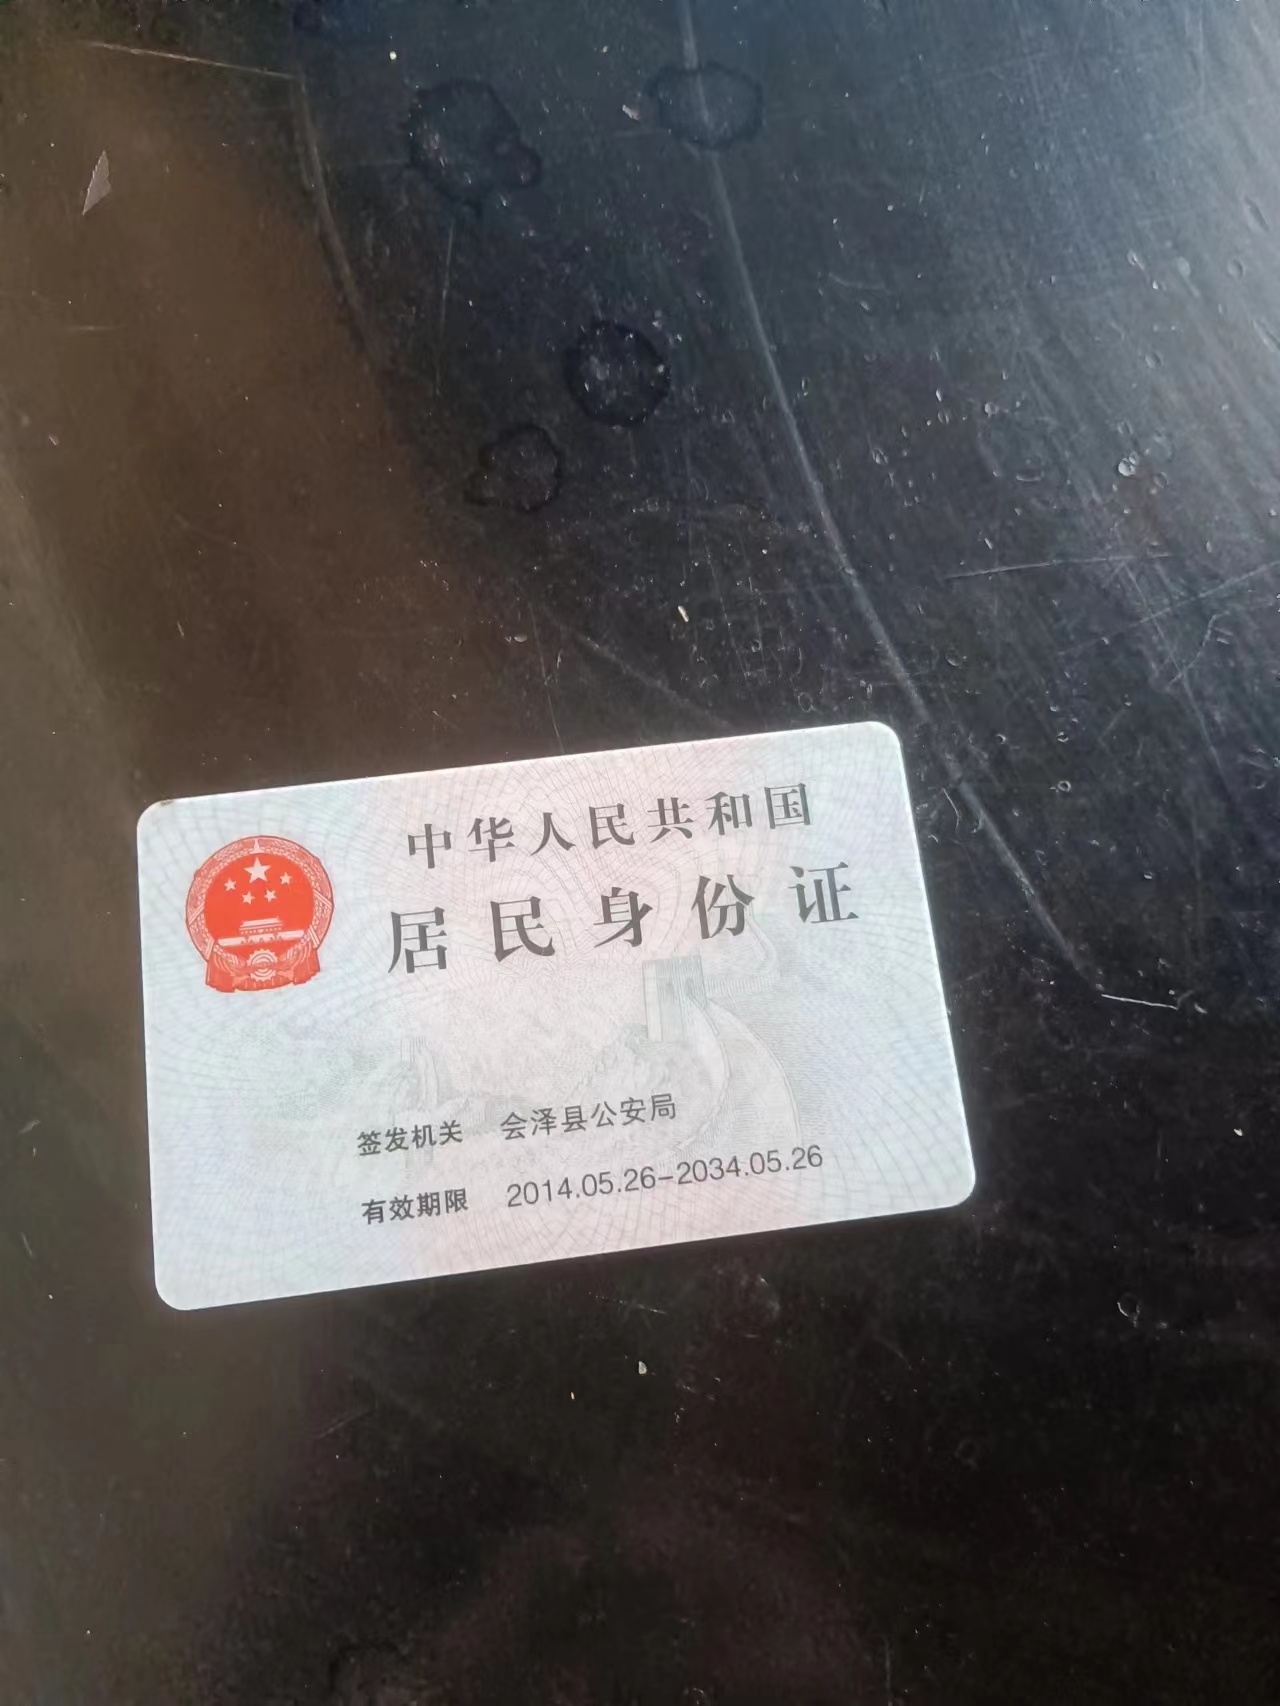 中华人民共和国
居民身份证
签发机关 会泽县公安局
有效期限 2014.05.26-2034.05.26